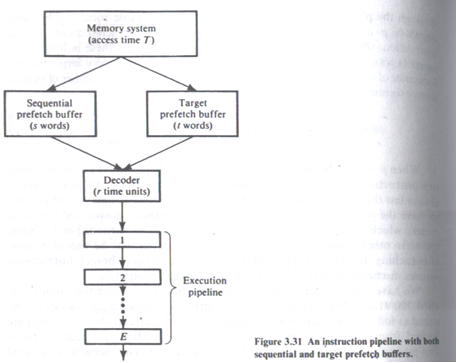 Memory system
(access time T)
Sequential
prefetch buffer
(s words)
Target
prefetch buffer
(t words)
Decoder
(r time units)
1
2
Execution
pipeline
E
Figure 3.31 An instruction pipeline with both
sequential and target prefetch buffers.